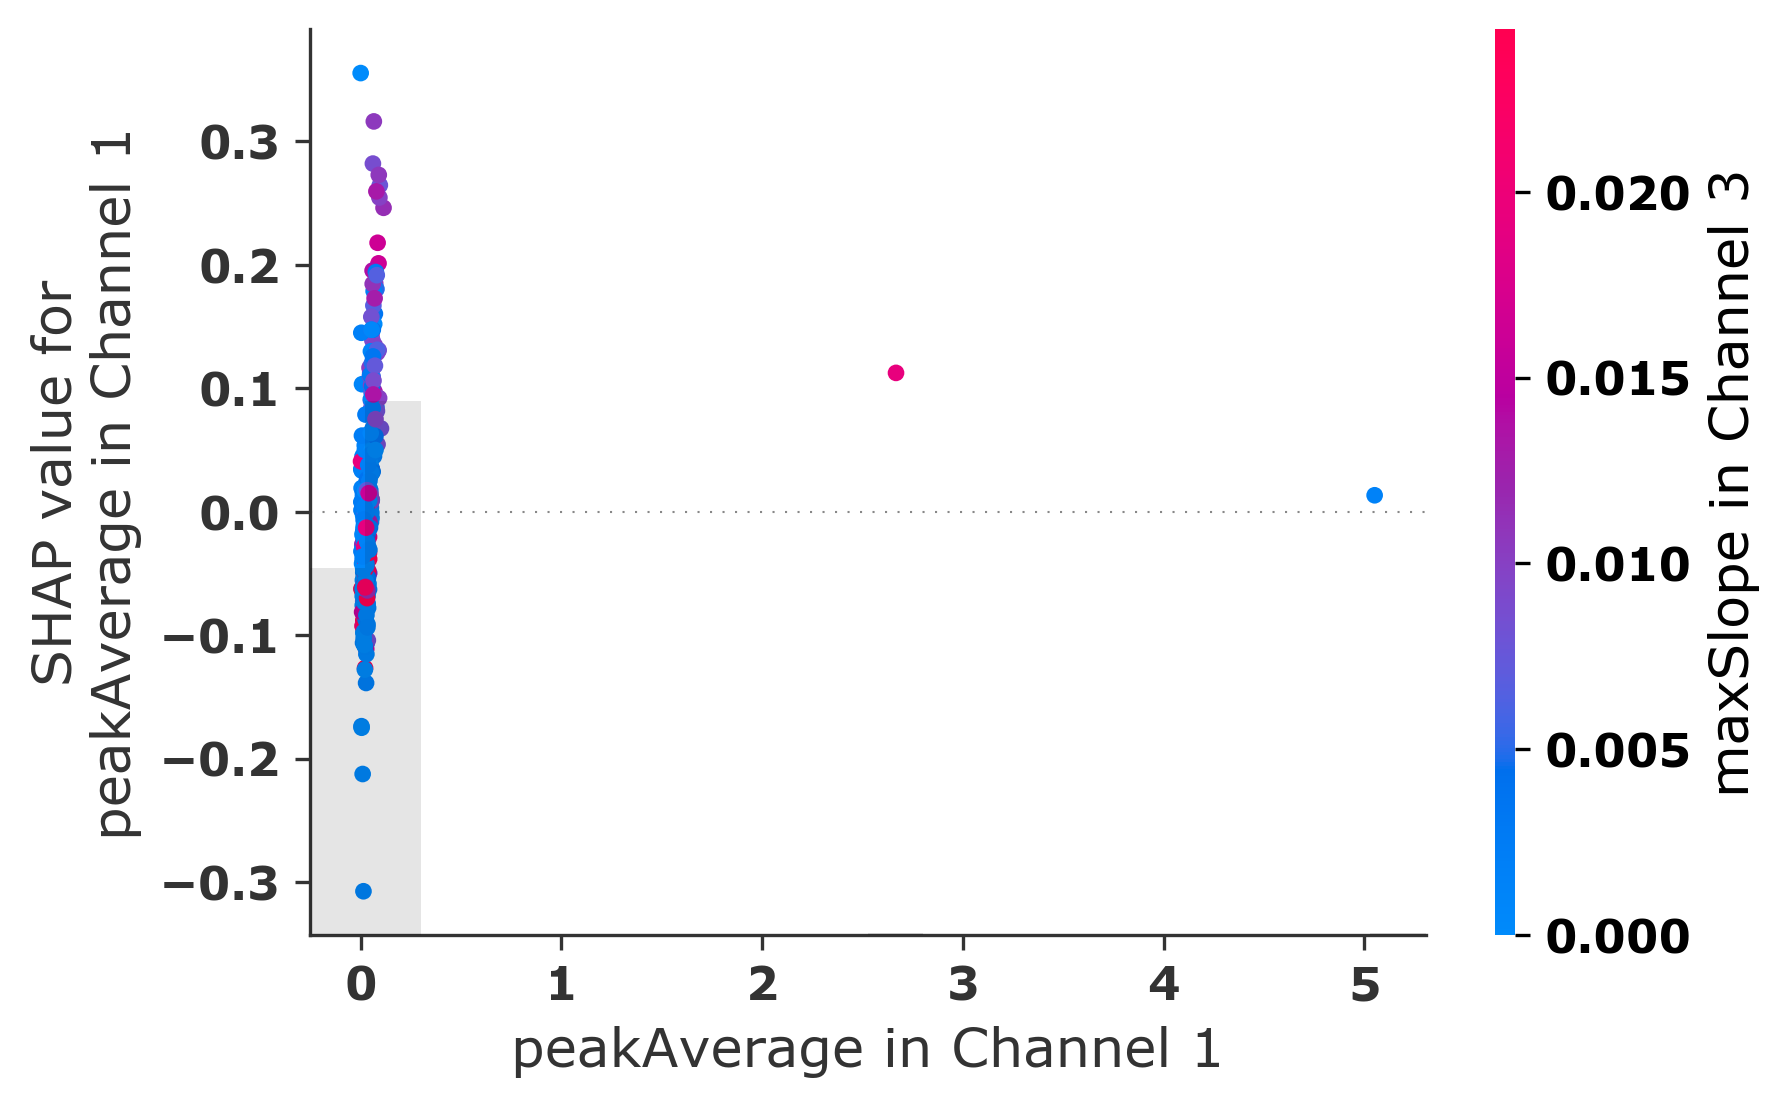 SHAP value for
peakAverage in Channel 1
0.3
0.2
0.1
0.0
−0.1
−0.2
−0.3
0 1 2 3 4 5
peakAverage in Channel 1
0.020
0.015
0.010
0.005
0.000
maxSlope in Channel 3